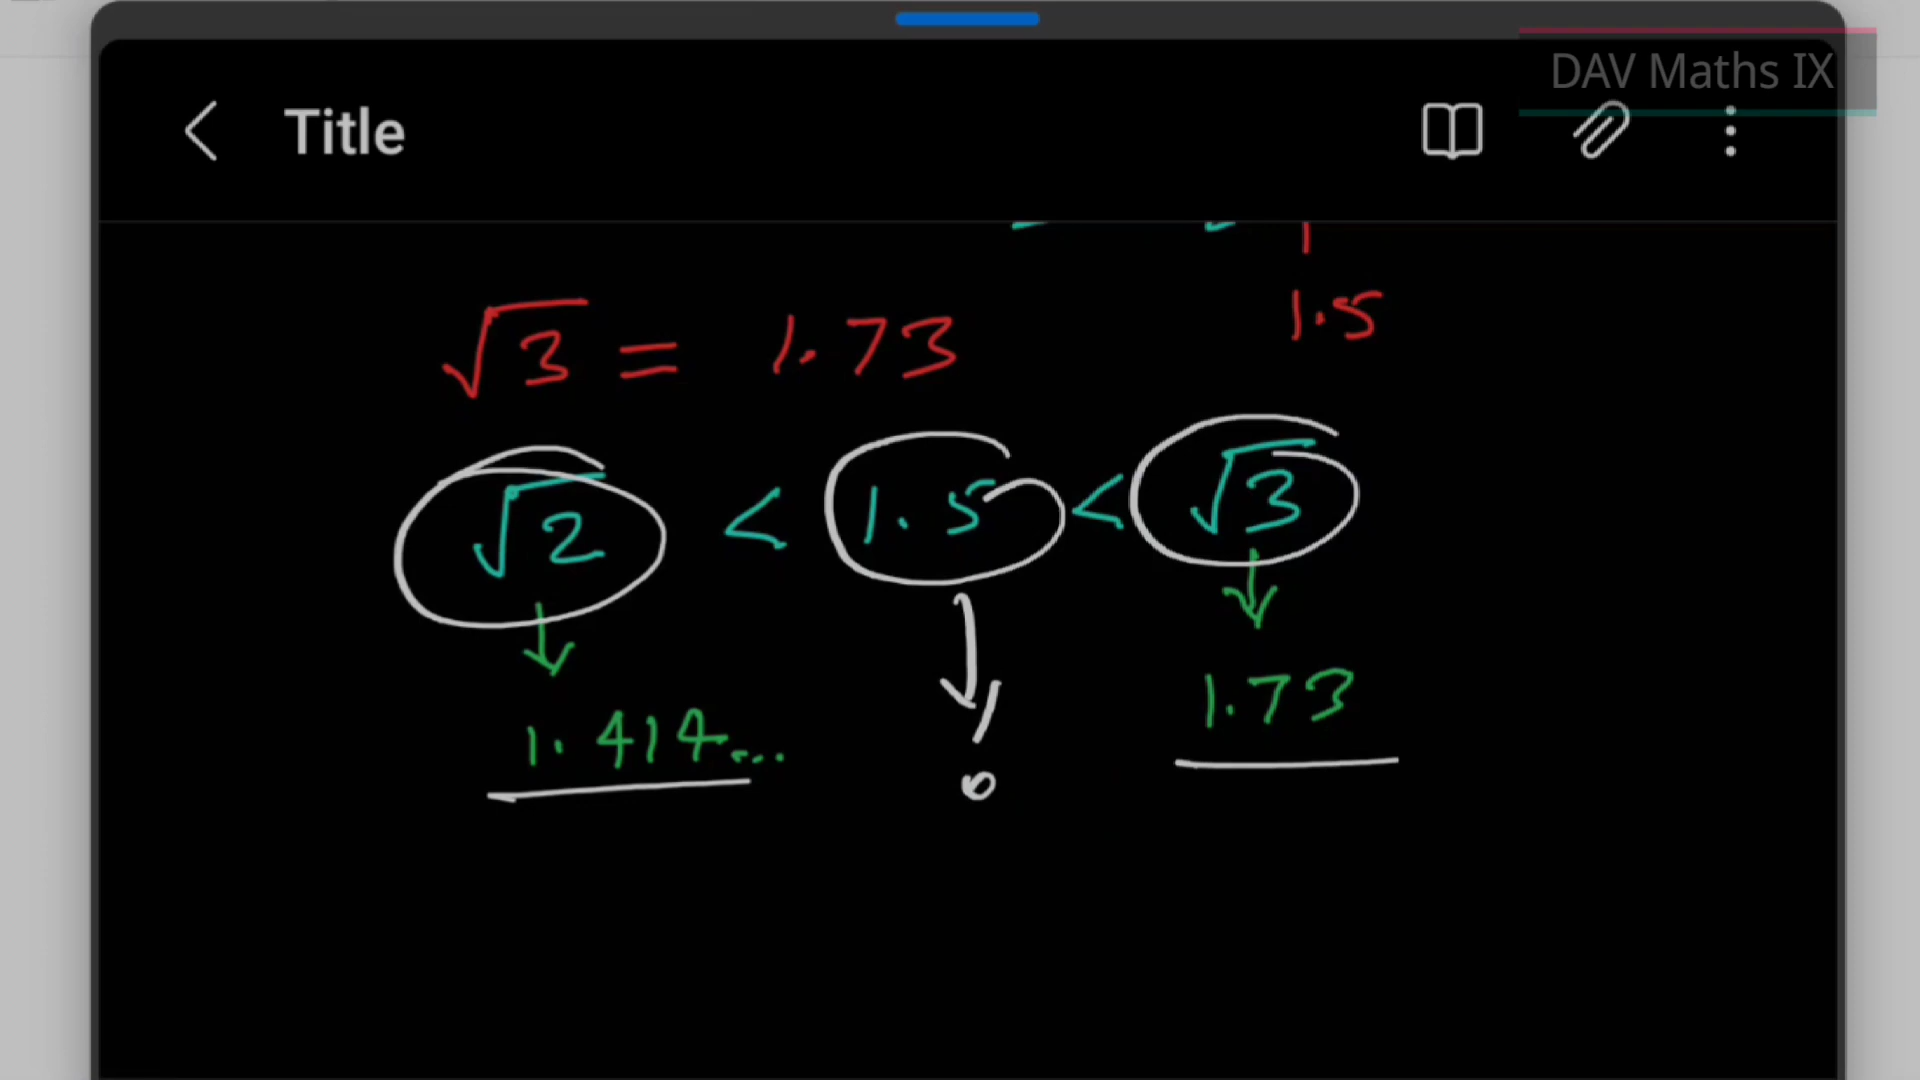 DAV Maths IX
Title
1.5
√3 = 1.73
√2 < 1.5 < √3
1.73
1.414...